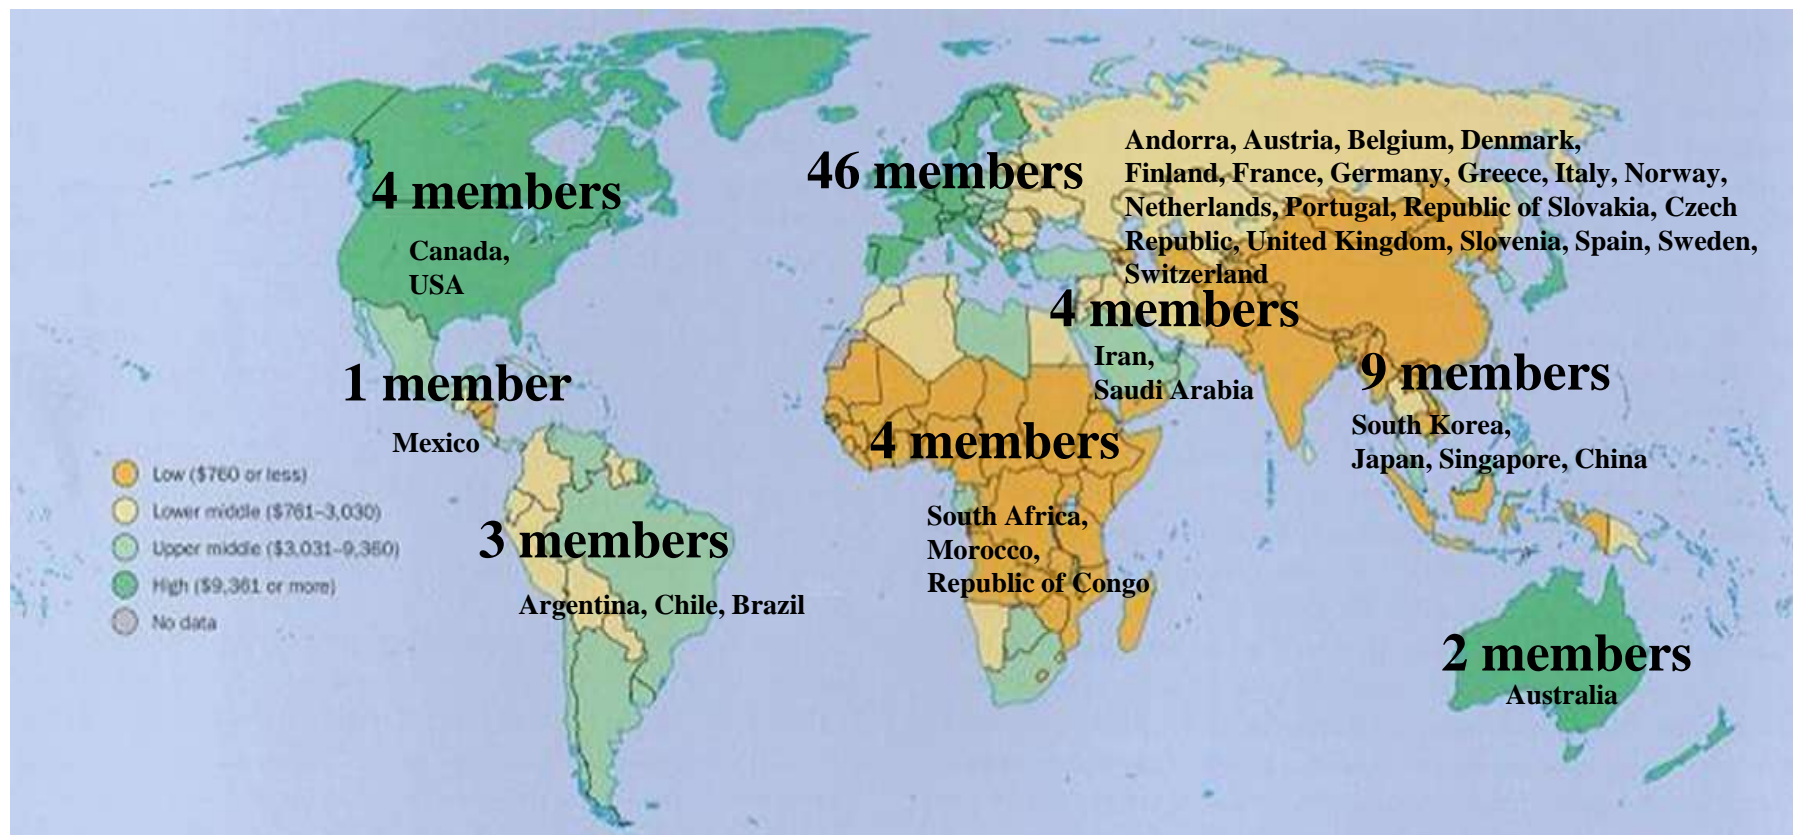 4 members
Canada,
USA
1 member
Mexico
3 members
Argentina, Chile, Brazil
46 members
Andorra, Austria, Belgium, Denmark,
Finland, France, Germany, Greece, Italy, Norway,
Netherlands, Portugal, Republic of Slovakia, Czech
Republic, United Kingdom, Slovenia, Spain, Sweden,
Switzerland
4 members
Iran,
Saudi Arabia
4 members
South Africa,
Morocco,
Republic of Congo
9 members
South Korea,
Japan, Singapore, China
2 members
Australia
Low ($760 or less)
Lower middle ($761–3,030)
Upper middle ($3,031–9,360)
High ($9,361 or more)
No data